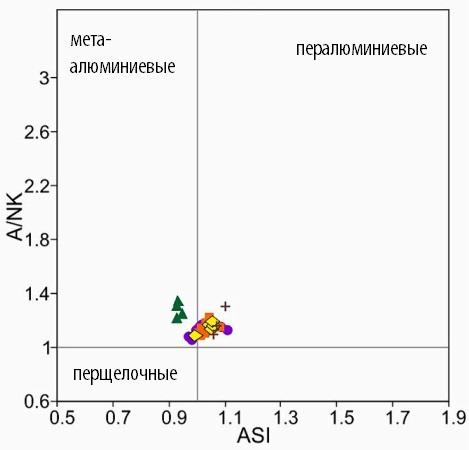 мета-
алюминиевые
пералюминиевые
3
2.6
2.2
1.8
1.4
1
0.6
A/NK
перщелочные
0.5
0.7
0.9
1.1
1.3
1.5
1.7
1.9
ASI